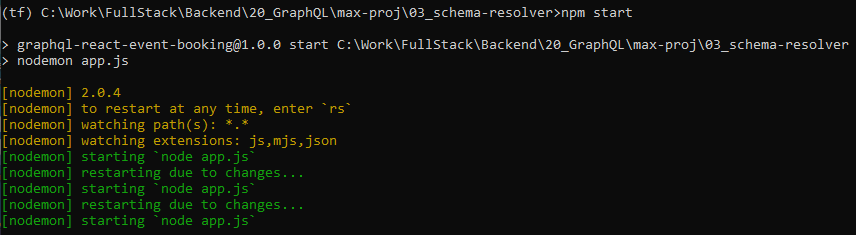 (tf) C:\Work\FullStack\Backend\20_GraphQL\max-proj\03_schema-resolver>npm start
> graphql-react-event-booking@1.0.0 start C:\Work\FullStack\Backend\20_GraphQL\max-proj\03_schema-resolver
> nodemon app.js
[nodemon] 2.0.4
[nodemon] to restart at any time, enter `rs`
[nodemon] watching path(s): *.*
[nodemon] watching extensions: js,mjs,json
[nodemon] starting `node app.js`
[nodemon] restarting due to changes...
[nodemon] starting `node app.js`
[nodemon] restarting due to changes...
[nodemon] starting `node app.js`